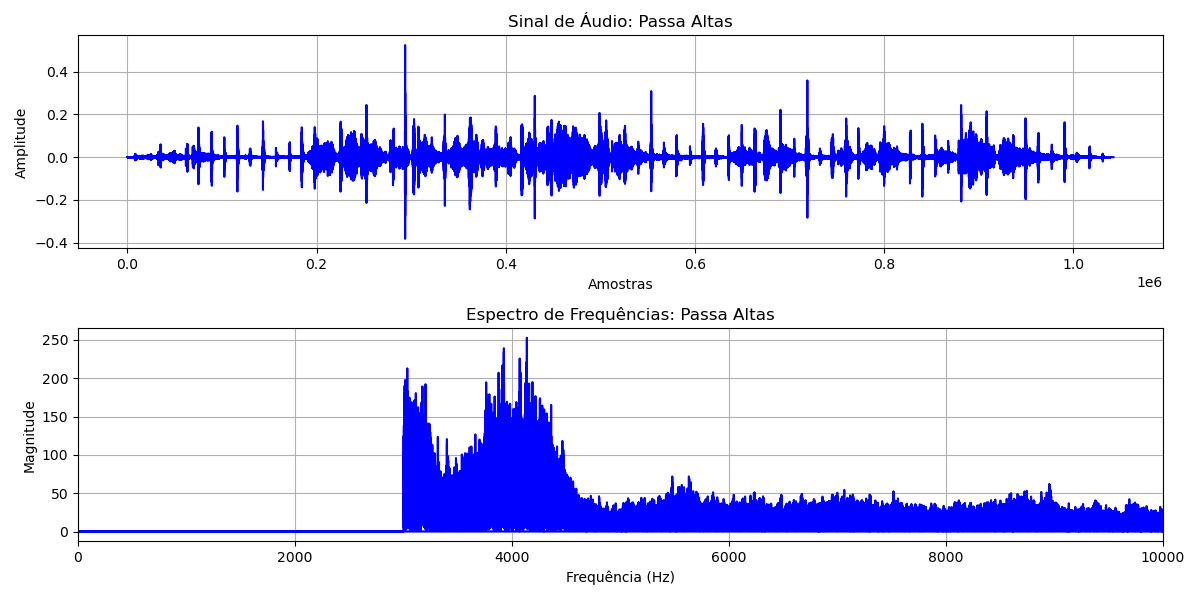 Sinal de Áudio: Passa Altas
Amplitude
0.4
0.2
0.0
−0.2
−0.4
0.0 0.2 0.4 0.6 0.8 1.0
1e6
Amostras
Espectro de Frequências: Passa Altas
Magnitude
250
200
150
100
50
0
0 2000 4000 6000 8000 10000
Frequência (Hz)